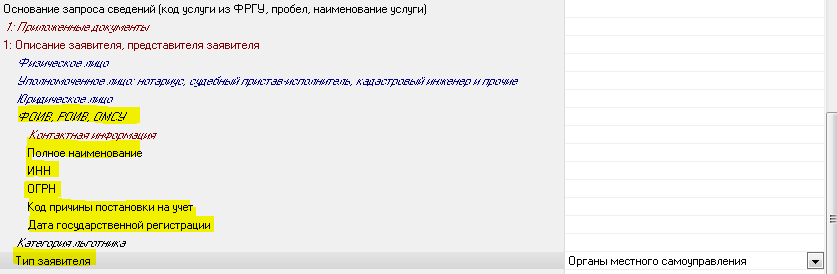 Основание запроса сведений (код услуги из ФРГУ, пробел, наименование услуги)
1: Приложенные документы
1: Описание заявителя, представителя заявителя
Физическое лицо
Уполномоченное лицо: нотариус, судебный пристав-исполнитель, кадастровый инженер и прочие
Юридическое лицо
ФОИВ, РОИВ, ОМСУ
Контактная информация
Полное наименование
ИНН
ОГРН
Код причины постановки на учет
Дата государственной регистрации
Категория льготника
Тип заявителя Органы местного самоуправления